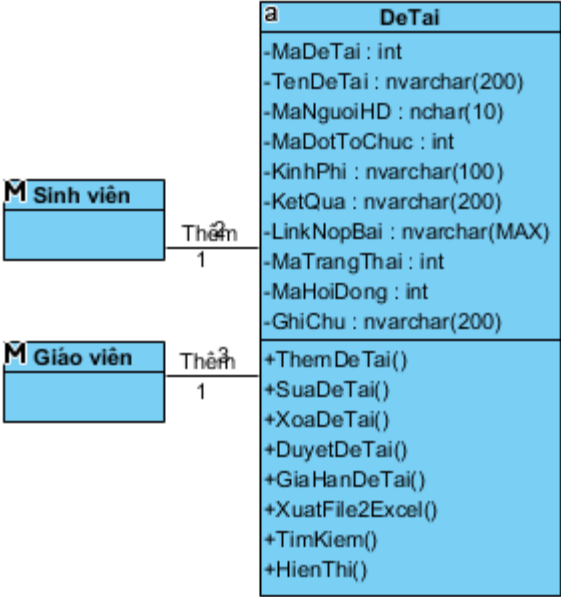 a DeTai
-MaDeTai : int
-TenDeTai : nvarchar(200)
-MaNguoiHD : nchar(10)
-MaDotToChuc : int
-KinhPhi : nvarchar(100)
-KetQua : nvarchar(200)
-LinkNopBai : nvarchar(MAX)
-MaTrangThai : int
-MaHoiDong : int
-GhiChu : nvarchar(200)
+ThemDeTai()
+SuaDeTai()
+XoaDeTai()
+DuyetDeTai()
+GiaHanDeTai()
+XuatFile2Excel()
+TimKiem()
+HienThi()
M Sinh viên
Thêm 2
1
M Giáo viên
Thêm 3
1